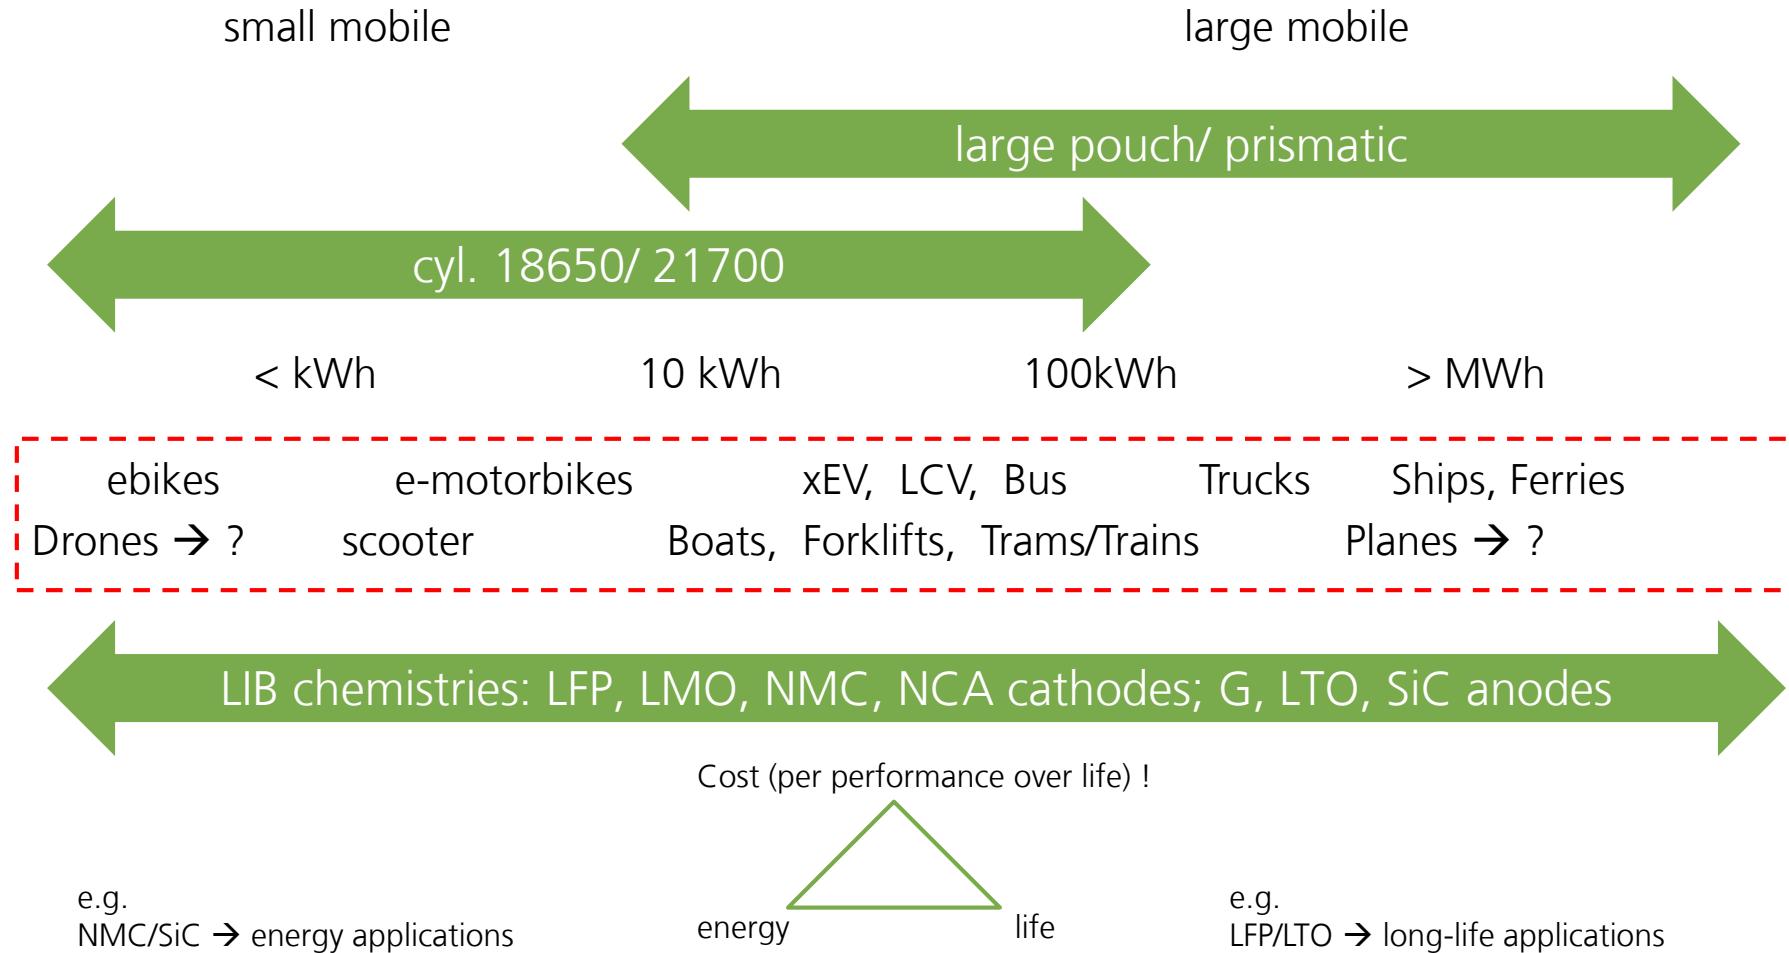 small mobile
large mobile
large pouch/ prismatic
cyl. 18650/ 21700
< kWh
10 kWh
100kWh
> MWh
ebikes
e-motorbikes
xEV, LCV, Bus
Trucks
Ships, Ferries
Drones → ?
scooter
Boats, Forklifts, Trams/Trains
Planes → ?
LIB chemistries: LFP, LMO, NMC, NCA cathodes; G, LTO, SiC anodes
Cost (per performance over life) !
energy
life
e.g.
NMC/SiC → energy applications
e.g.
LFP/LTO → long-life applications